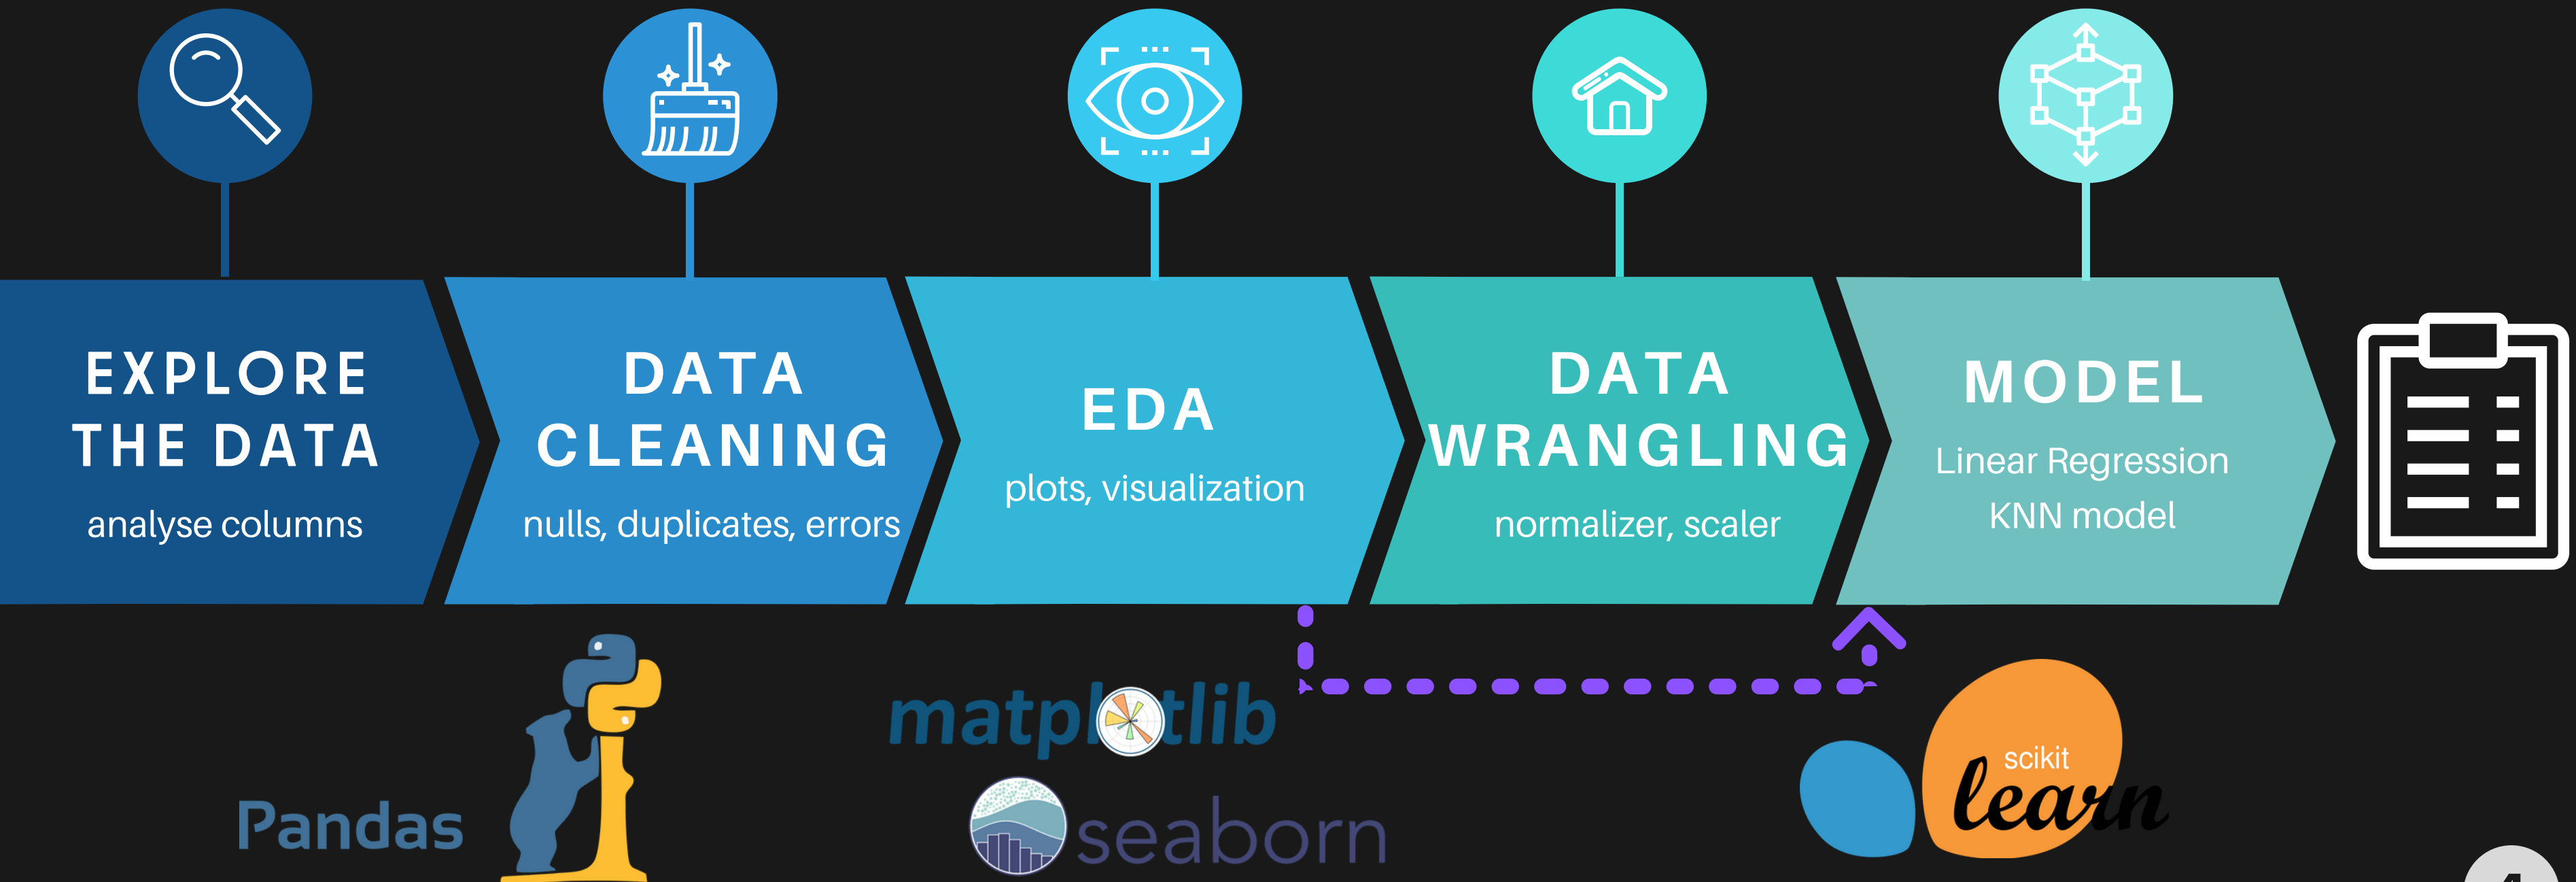 EXPLORE
THE DATA
analyse columns
DATA
CLEANING
nulls, duplicates, errors
EDA
plots, visualization
DATA
WRANGLING
normalizer, scaler
MODEL
Linear Regression
KNN model
Pandas
matplotlib
seaborn
scikit
learn